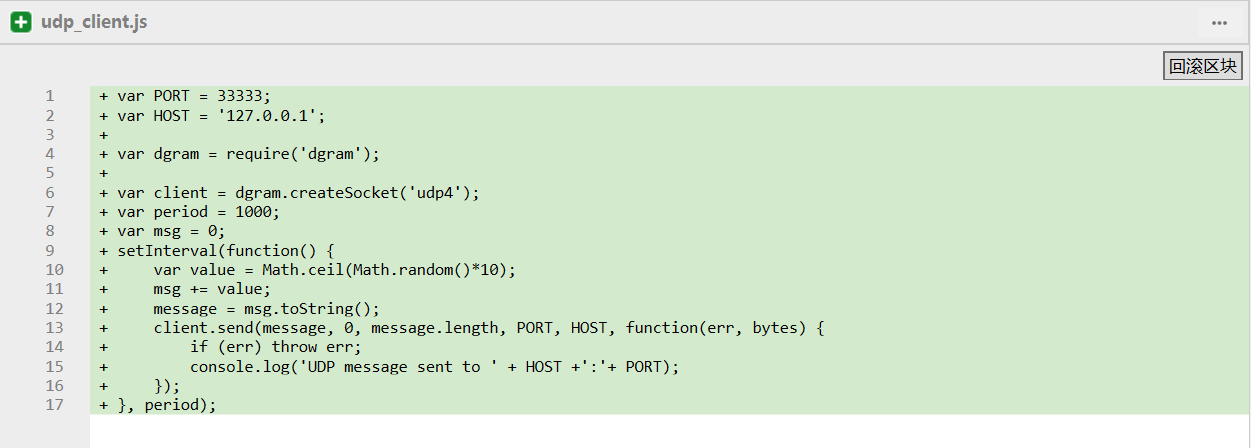 udp_client.js
...
回滚区块
1 + var PORT = 33333;
2 + var HOST = '127.0.0.1';
3 +
4 + var dgram = require('dgram');
5 +
6 + var client = dgram.createSocket('udp4');
7 + var period = 1000;
8 + var msg = 0;
9 + setInterval(function() {
10 +     var value = Math.ceil(Math.random()*10);
11 +     msg += value;
12 +     message = msg.toString();
13 +     client.send(message, 0, message.length, PORT, HOST, function(err, bytes) {
14 +         if (err) throw err;
15 +         console.log('UDP message sent to ' + HOST +':'+ PORT);
16 +     });
17 + }, period);